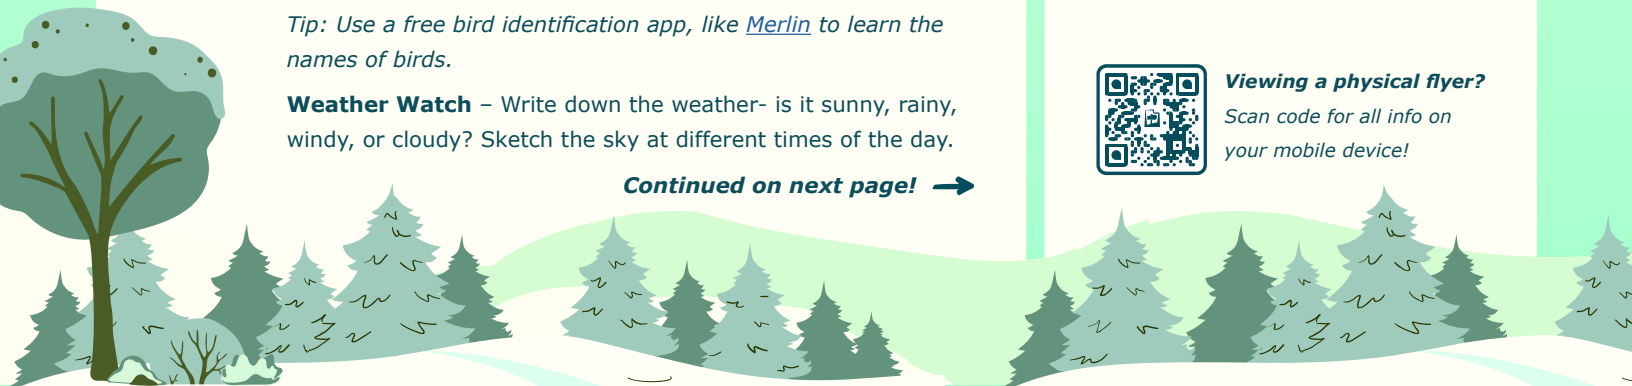 Tip: Use a free bird identification app, like Merlin to learn the
names of birds.
Weather Watch – Write down the weather- is it sunny, rainy,
windy, or cloudy? Sketch the sky at different times of the day.
Continued on next page!
Viewing a physical flyer?
Scan code for all info on
your mobile device!